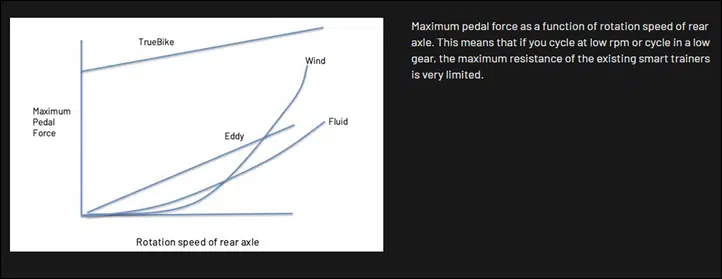 TrueBike
Wind
Maximum
Pedal
Force
Eddy
Fluid
Rotation speed of rear axle
Maximum pedal force as a function of rotation speed of rear
axle. This means that if you cycle at low rpm or cycle in a low
gear, the maximum resistance of the existing smart trainers
is very limited.